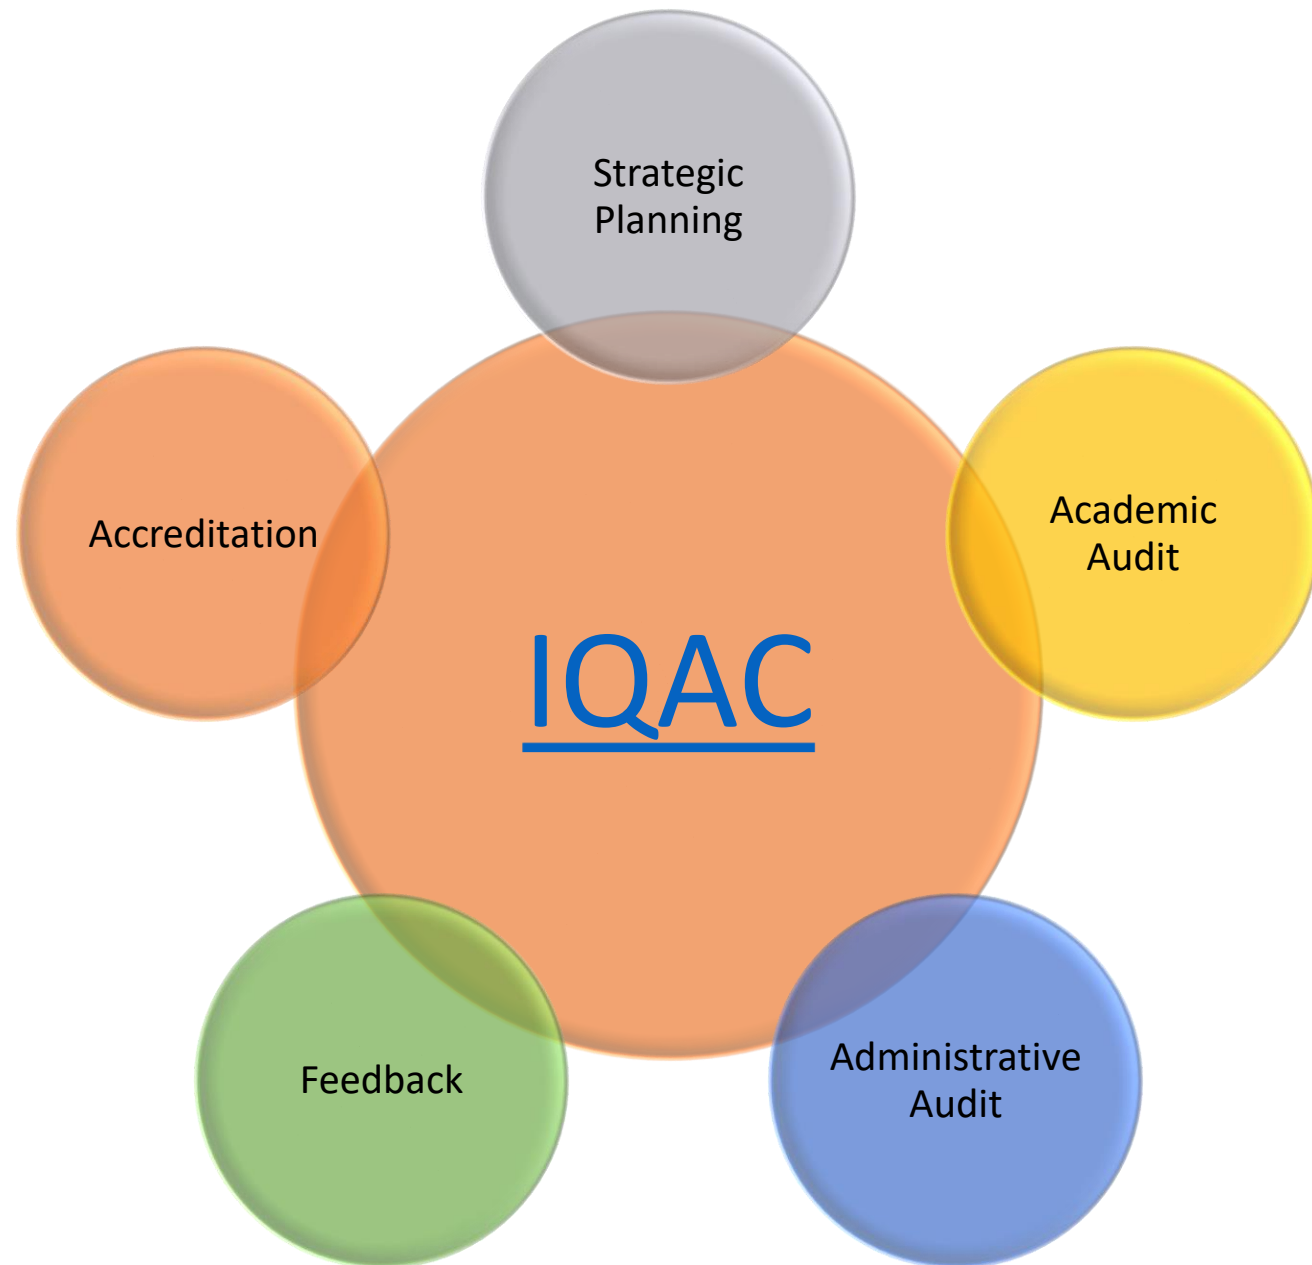 Strategic
Planning
Academic
Audit
Accreditation
IQAC
Administrative
Audit
Feedback